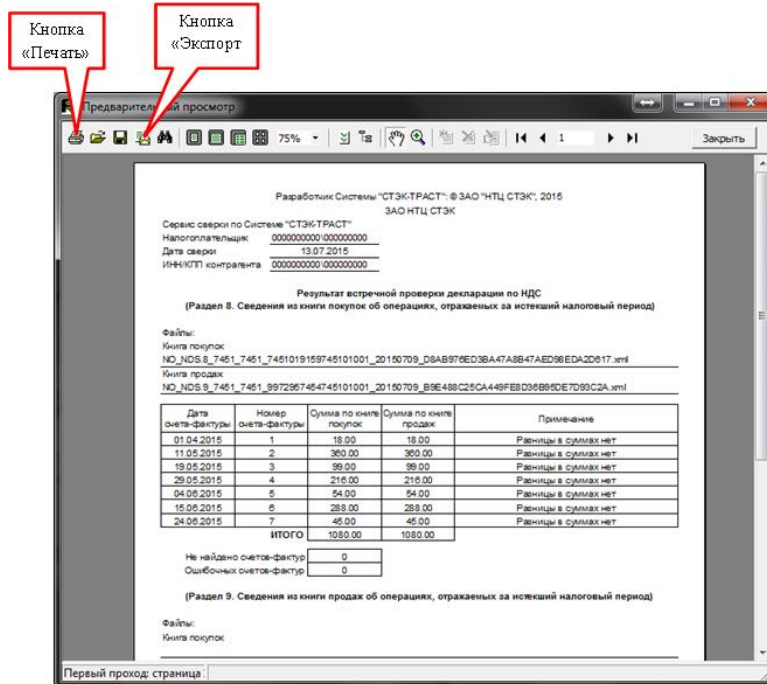 Кнопка
«Печать»
Кнопка
«Экспорт
Предварительный просмотр
75%
1
Закрыть
Разработчик Системы "СТЭК-ТРАСТ": © ЗАО "НТЦ СТЭК", 2015
ЗАО НТЦ СТЭК
Сервис сверки по Системе "СТЭК-ТРАСТ"
Налогоплательщик 0000000000\000000000
Дата сверки 13.07.2015
ИНН/КПП контрагента 0000000000\000000000
Результат встречной проверки декларации по НДС
(Раздел 8. Сведения из книги покупок об операциях, отражаемых за истекший налоговый период)
Файлы:
Книга покупок
NO_NDS.8_7451_7451_7451019159745101001_20150709_D8AB976ED3BA47A8B47AED98EDA2D617.xml
Книга продаж
NO_NDS.9_7451_7451_9972957454745101001_20150709_B9E488C25CA449FE8D36B95DE7D93C2A.xml
Дата счета-фактуры Номер счета-фактуры Сумма по книге покупок Сумма по книге продаж Примечание
01.04.2015 1 18.00 18.00 Разницы в суммах нет
11.05.2015 2 360.00 360.00 Разницы в суммах нет
19.05.2015 3 99.00 99.00 Разницы в суммах нет
29.05.2015 4 216.00 216.00 Разницы в суммах нет
04.06.2015 5 54.00 54.00 Разницы в суммах нет
15.06.2015 6 288.00 288.00 Разницы в суммах нет
24.06.2015 7 45.00 45.00 Разницы в суммах нет
ИТОГО 1080.00 1080.00
Не найдено счетов-фактур 0
Ошибочных счетов-фактур 0
(Раздел 9. Сведения из книги продаж об операциях, отражаемых за истекший налоговый период)
Файлы:
Книга покупок
Первый проход: страница